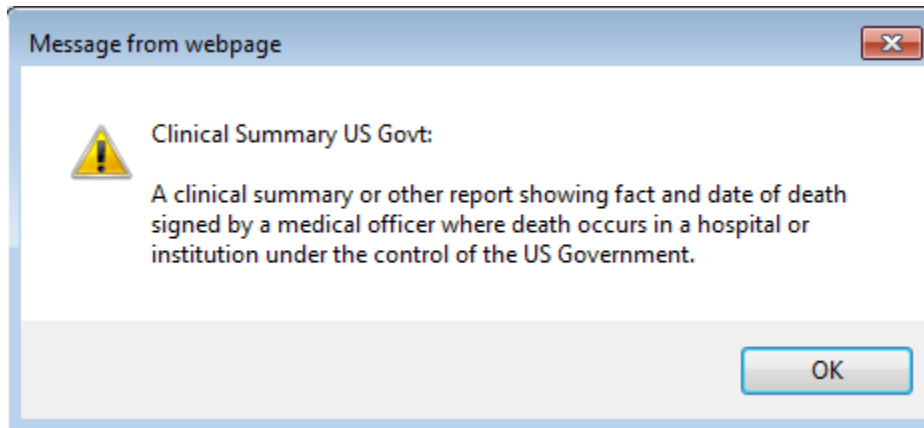 Message from webpage
Clinical Summary US Govt:
A clinical summary or other report showing fact and date of death
signed by a medical officer where death occurs in a hospital or
institution under the control of the US Government.
OK